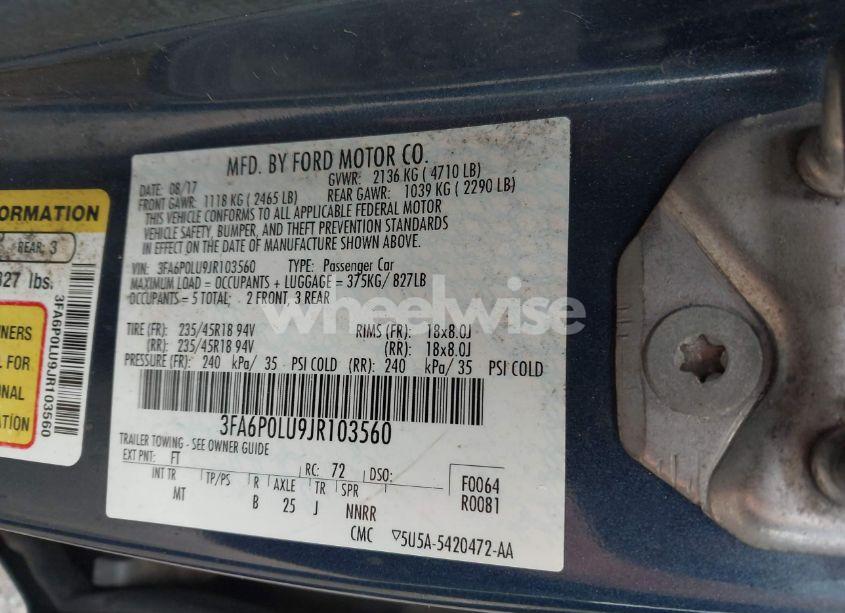 MFD. BY FORD MOTOR CO.
DATE: 08/17 GVWR: 2136 KG ( 4710 LB)
FRONT GAWR: 1118 KG ( 2465 LB) REAR GAWR: 1039 KG ( 2290 LB)
THIS VEHICLE CONFORMS TO ALL APPLICABLE FEDERAL MOTOR
VEHICLE SAFETY, BUMPER, AND THEFT PREVENTION STANDARDS
IN EFFECT ON THE DATE OF MANUFACTURE SHOWN ABOVE.
VIN: 3FA6P0LU9JR103560 TYPE: Passenger Car
MAXIMUM LOAD = OCCUPANTS + LUGGAGE = 375KG/ 827LB
OCCUPANTS = 5 TOTAL: 2 FRONT, 3 REAR
TIRE (FR): 235/45R18 94V RIMS (FR): 18x8.0J
(RR): 235/45R18 94V (RR): 18x8.0J
PRESSURE (FR): 240 kPa/ 35 PSI COLD (RR): 240 kPa/ 35 PSI COLD
3FA6P0LU9JR103560
TRAILER TOWING - SEE OWNER GUIDE
EXT PNT: FT RC: 72 DSO: F0064
INT TR TP/PS R AXLE TR SPR R0081
MT B 25 J NNRR
CMC ▽5U5A-5420472-AA
ORMATION
REAR: 3
827 lbs.
3FA6P0LU9JR103560
NERS
L FOR
ONAL
N
wheelwise